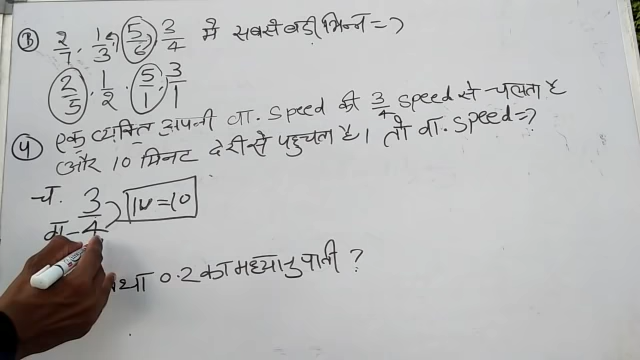 ③ 2/7, 1/3, 5/6, 3/4 में सबसे बड़ी भिन्न=>
2/5, 1/2, 5/1, 3/1
④ एक व्यक्ति अपनी वा. speed की 3/4 speed से चलता है
और 10 मिनट देरी से पहुचता है। तो वा. speed=?
च. 3
वा- 4 1u=10
था 0.2 का मध्यानुपाती ?